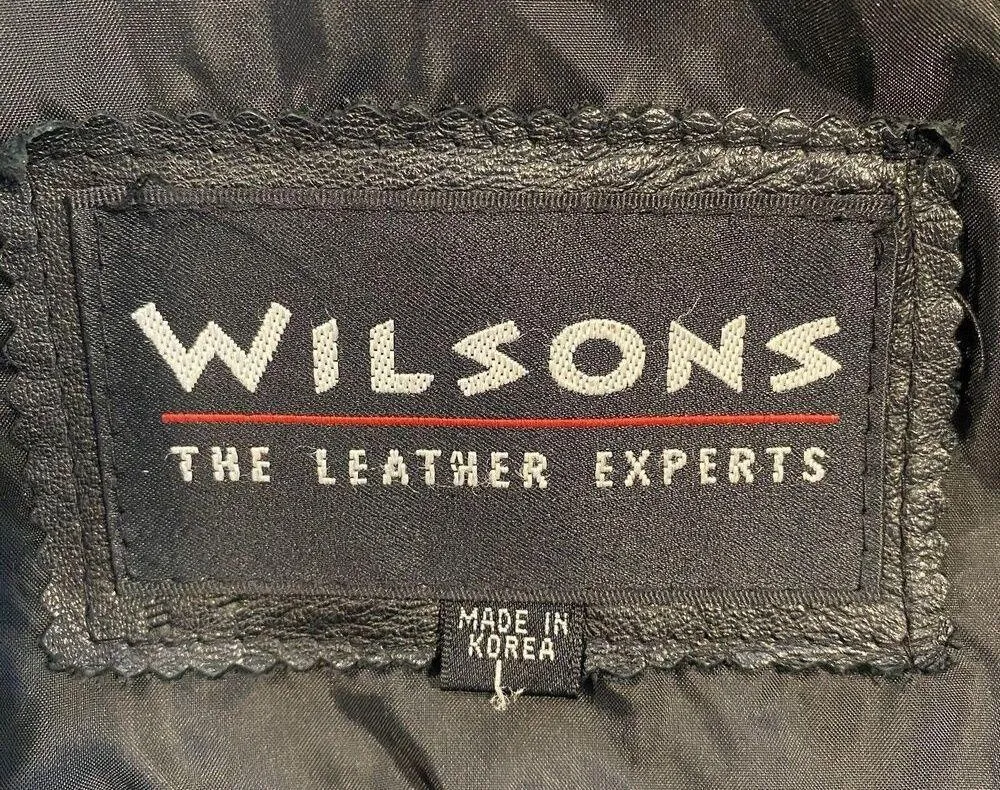 WILSONS
THE LEATHER EXPERTS
MADE IN
KOREA
L